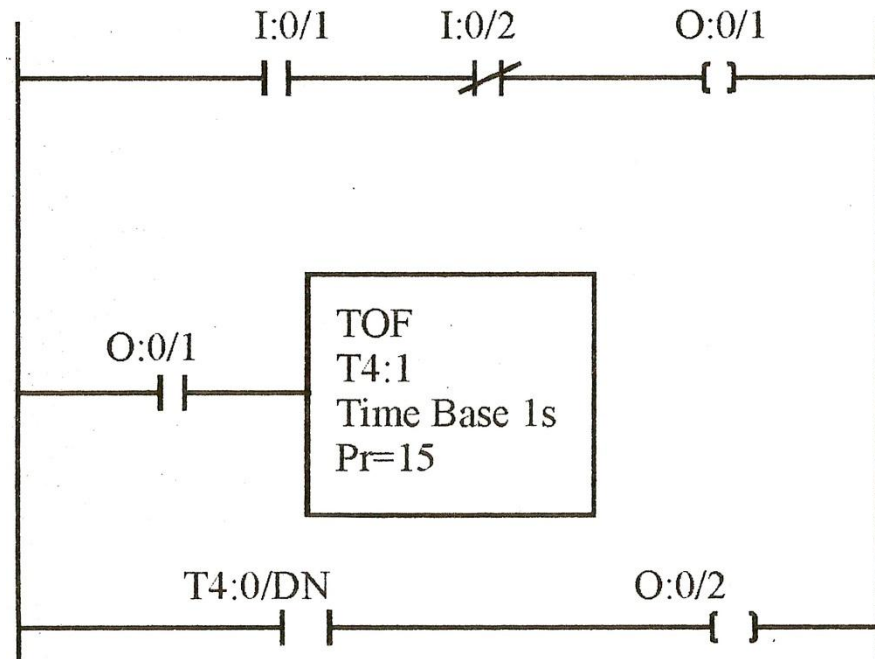 I:0/1 I:0/2 O:0/1
O:0/1
TOF
T4:1
Time Base 1s
Pr=15
T4:0/DN O:0/2